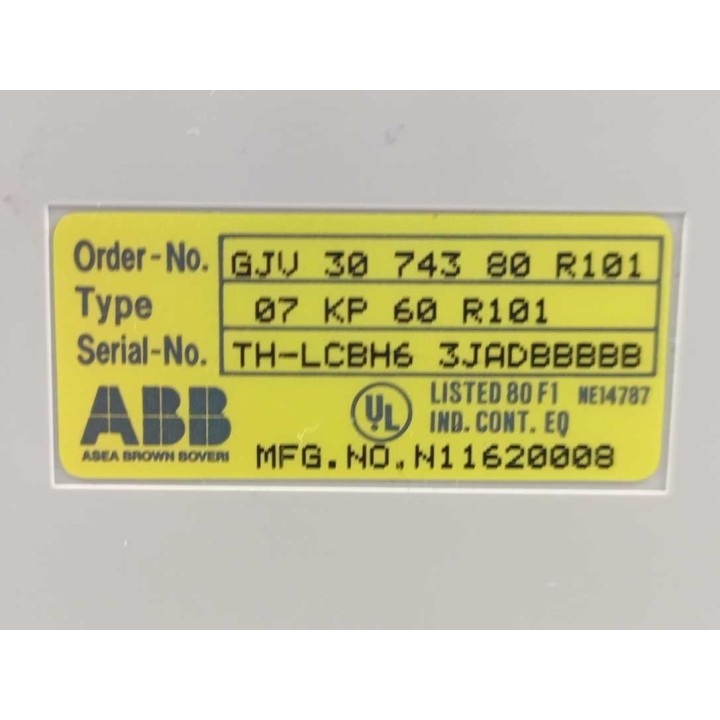 Order-No. GJV 30 743 80 R101
Type 07 KP 60 R101
Serial-No. TH-LCBH6 3JADBBBBB
ABB UL LISTED 80 F1 NE14787
ASEA BROWN BOVERI IND. CONT. EQ
MFG.NO.N11620008